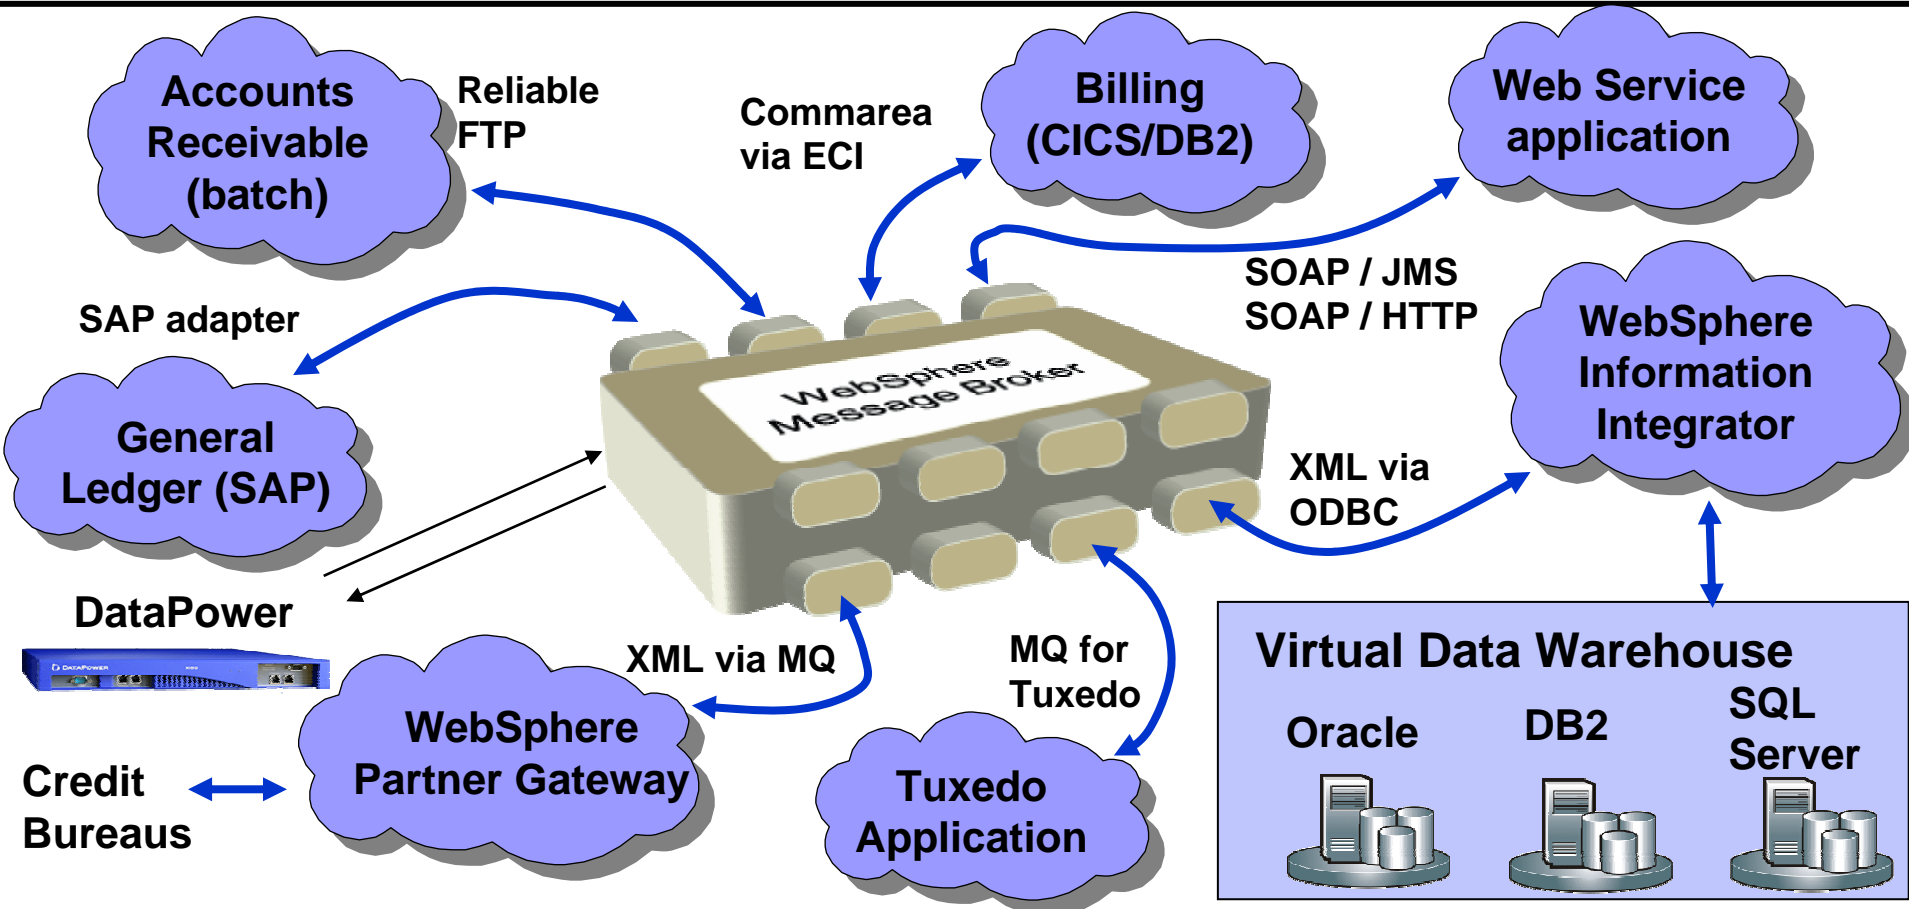 Accounts
Receivable
(batch)
Reliable
FTP
Commarea
via ECI
Billing
(CICS/DB2)
Web Service
application
SOAP / JMS
SOAP / HTTP
SAP adapter
General
Ledger (SAP)
WebSphere
Message Broker
WebSphere
Information
Integrator
XML via
ODBC
DataPower
DATAPOWER
XML via MQ
MQ for
Tuxedo
WebSphere
Partner Gateway
Credit
Bureaus
Tuxedo
Application
Virtual Data Warehouse
Oracle
DB2
SQL
Server